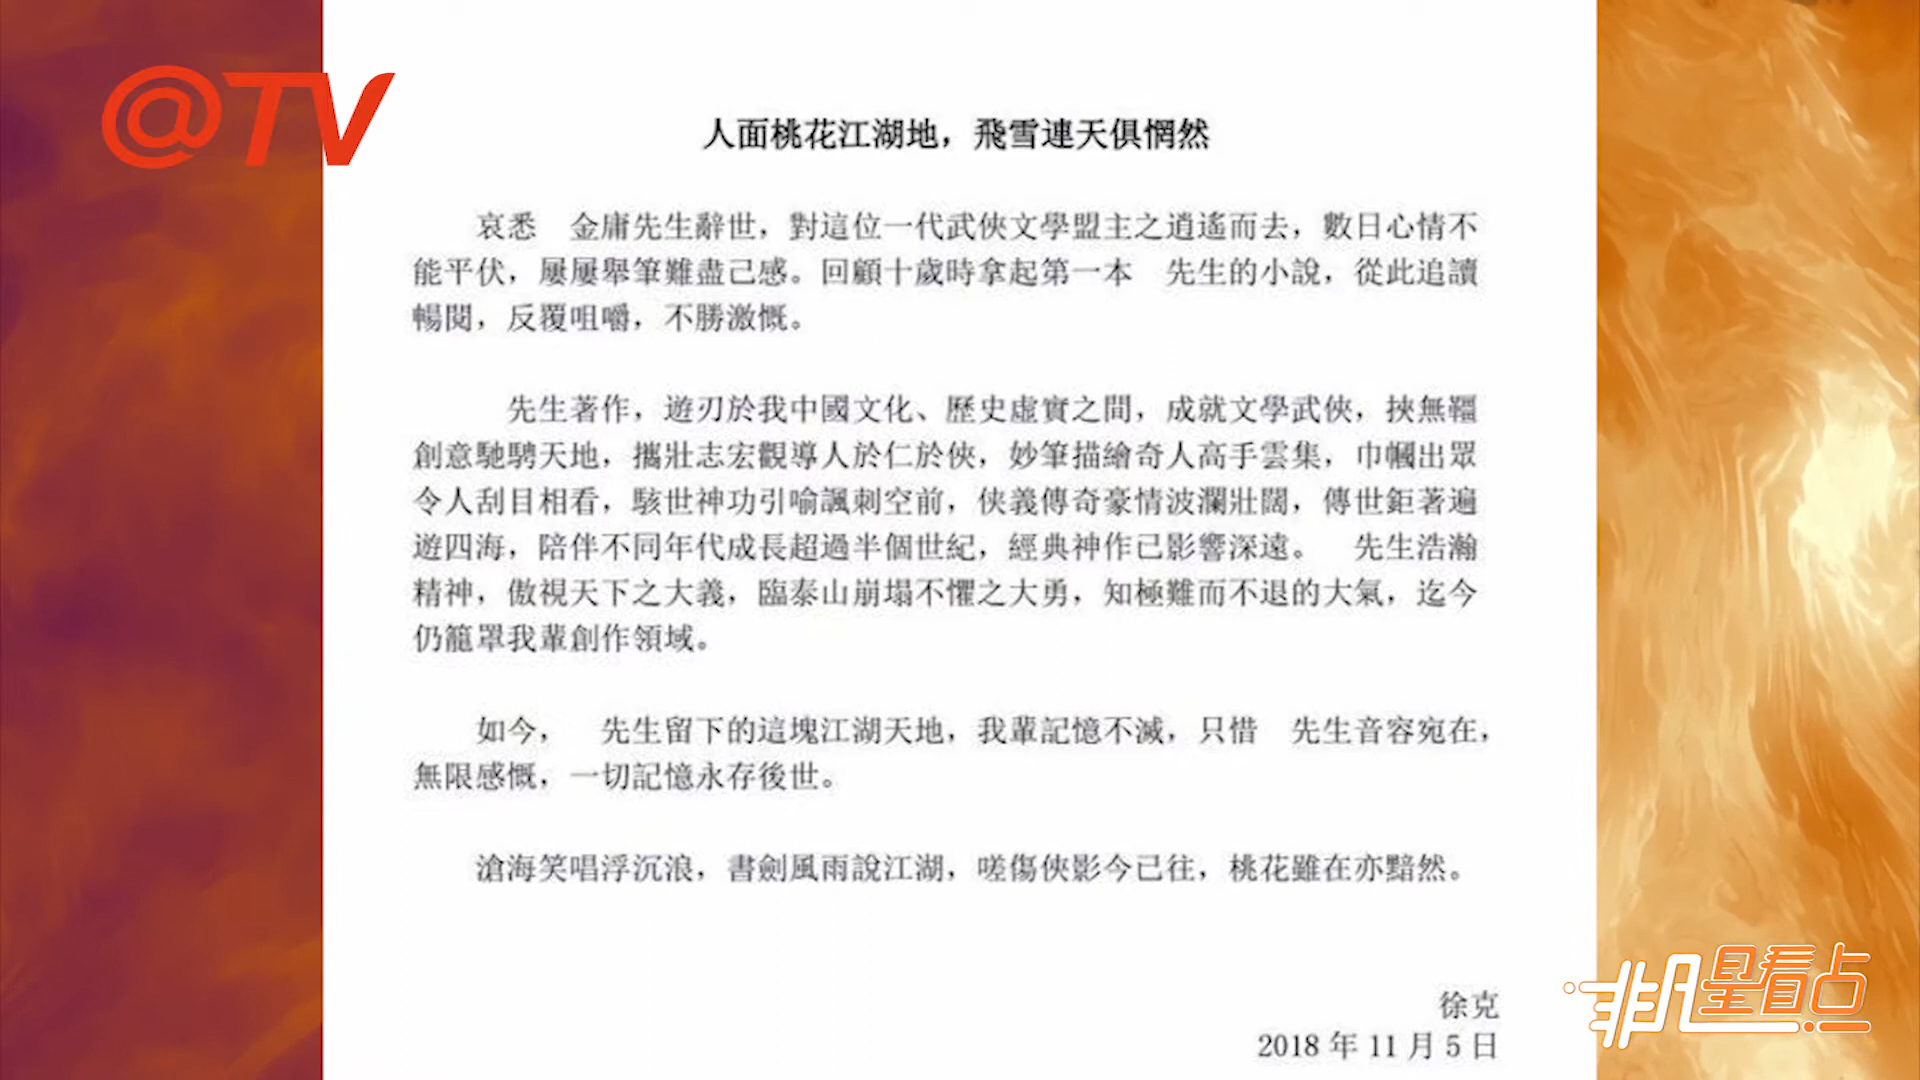 @TV
人面桃花江湖地，飛雪連天俱惘然
哀悉　金庸先生辭世，對這位一代武俠文學盟主之逍遙而去，數日心情不
能平伏，屢屢舉筆難盡己感。回顧十歲時拿起第一本　先生的小說，從此追讀
暢閱，反覆咀嚼，不勝激慨。
先生著作，遊刃於我中國文化、歷史虛實之間，成就文學武俠，挾無韁
創意馳騁天地，攜壯志宏觀導人於仁於俠，妙筆描繪奇人高手雲集，巾幗出眾
令人刮目相看，駭世神功引喻諷刺空前，俠義傳奇豪情波瀾壯闊，傳世鉅著遍
遊四海，陪伴不同年代成長超過半個世紀，經典神作已影響深遠。　先生浩瀚
精神，傲視天下之大義，臨泰山崩塌不懼之大勇，知極難而不退的大氣，迄今
仍籠罩我輩創作領域。
如今，　先生留下的這塊江湖天地，我輩記憶不滅，只惜　先生音容宛在，
無限感慨，一切記憶永存後世。
滄海笑唱浮沉浪，書劍風雨說江湖，嗟傷俠影今已往，桃花雖在亦黯然。
徐克
2018 年 11 月 5 日
非凡星看点